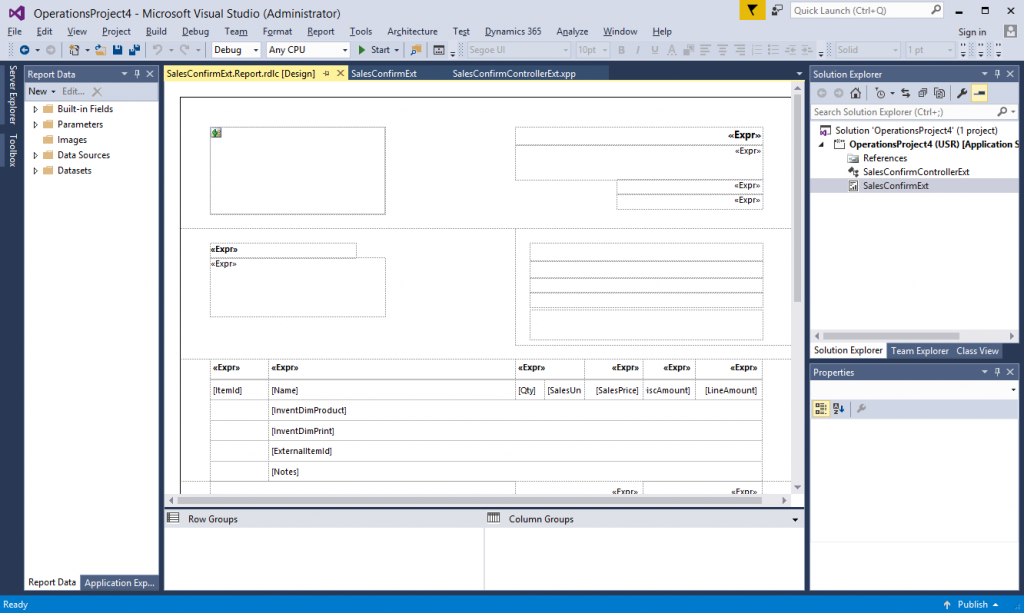 OperationsProject4 - Microsoft Visual Studio (Administrator)
Quick Launch (Ctrl+Q)
File Edit View Project Build Debug Team Format Report Tools Architecture Test Dynamics 365 Analyze Window Help
Sign in
Debug Any CPU Start Segoe UI 10pt B I U A Solid 1 pt
Server Explorer
Toolbox
Report Data
New Edit...
Built-in Fields
Parameters
Images
Data Sources
Datasets
Report Data Application Exp...
SalesConfirmExt.Report.rdlc [Design] SalesConfirmExt SalesConfirmControllerExt.xpp
«Expr»
«Expr»
«Expr»
«Expr»
«Expr»
«Expr»
«Expr» «Expr» «Expr» «Expr» «Expr» «Expr»
[ItemId] [Name] [Qty] [SalesUn [SalesPrice] iscAmount] [LineAmount]
[InventDimProduct]
[InventDimPrint]
[ExternalItemId]
[Notes]
«Expr» «Expr»
Row Groups Column Groups
Solution Explorer
Search Solution Explorer (Ctrl+;)
Solution 'OperationsProject4' (1 project)
OperationsProject4 (USR) [Application S
References
SalesConfirmControllerExt
SalesConfirmExt
Solution Explorer Team Explorer Class View
Properties
Ready
Publish